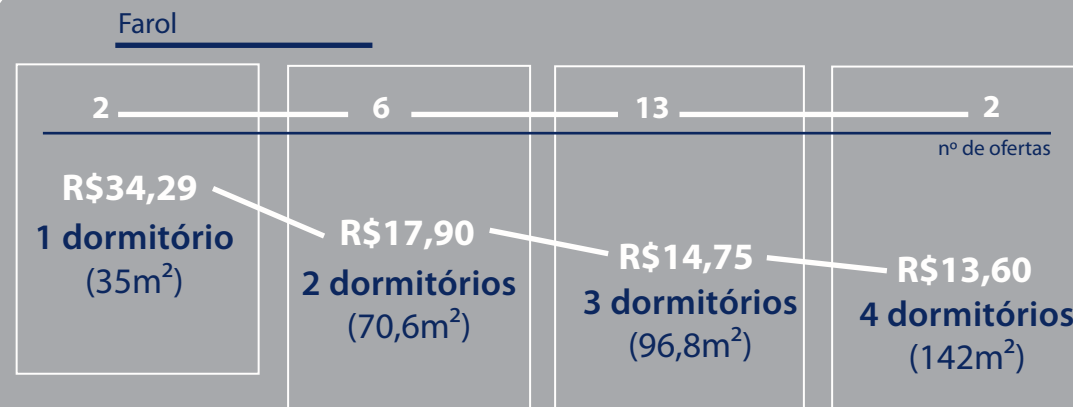 Farol
2
6
13
2
nº de ofertas
R$34,29
1 dormitório
(35m²)
R$17,90
2 dormitórios
(70,6m²)
R$14,75
3 dormitórios
(96,8m²)
R$13,60
4 dormitórios
(142m²)